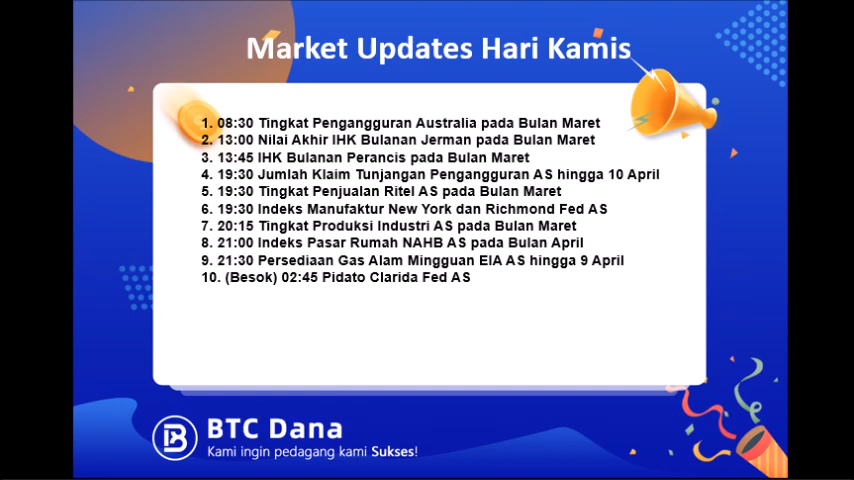 Market Updates Hari Kamis
1. 08:30 Tingkat Pengangguran Australia pada Bulan Maret
2. 13:00 Nilai Akhir IHK Bulanan Jerman pada Bulan Maret
3. 13:45 IHK Bulanan Perancis pada Bulan Maret
4. 19:30 Jumlah Klaim Tunjangan Pengangguran AS hingga 10 April
5. 19:30 Tingkat Penjualan Ritel AS pada Bulan Maret
6. 19:30 Indeks Manufaktur New York dan Richmond Fed AS
7. 20:15 Tingkat Produksi Industri AS pada Bulan Maret
8. 21:00 Indeks Pasar Rumah NAHB AS pada Bulan April
9. 21:30 Persediaan Gas Alam Mingguan EIA AS hingga 9 April
10. (Besok) 02:45 Pidato Clarida Fed AS
BTC Dana
Kami ingin pedagang kami Sukses!